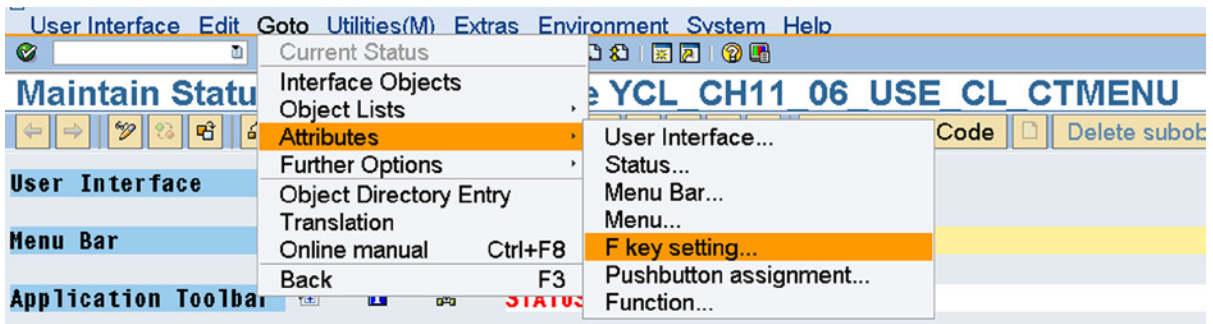 User Interface Edit Goto Utilities(M) Extras Environment System Help
Current Status
Maintain Statu
e YCL_CH11_06_USE_CL_CTMENU
Interface Objects
Object Lists
Attributes
Further Options
Object Directory Entry
Translation
Online manual Ctrl+F8
Back F3
User Interface...
Status...
Menu Bar...
Menu...
F key setting...
Pushbutton assignment...
Function...
Code
Delete subob
User Interface
Menu Bar
Application Toolbar
STATUS